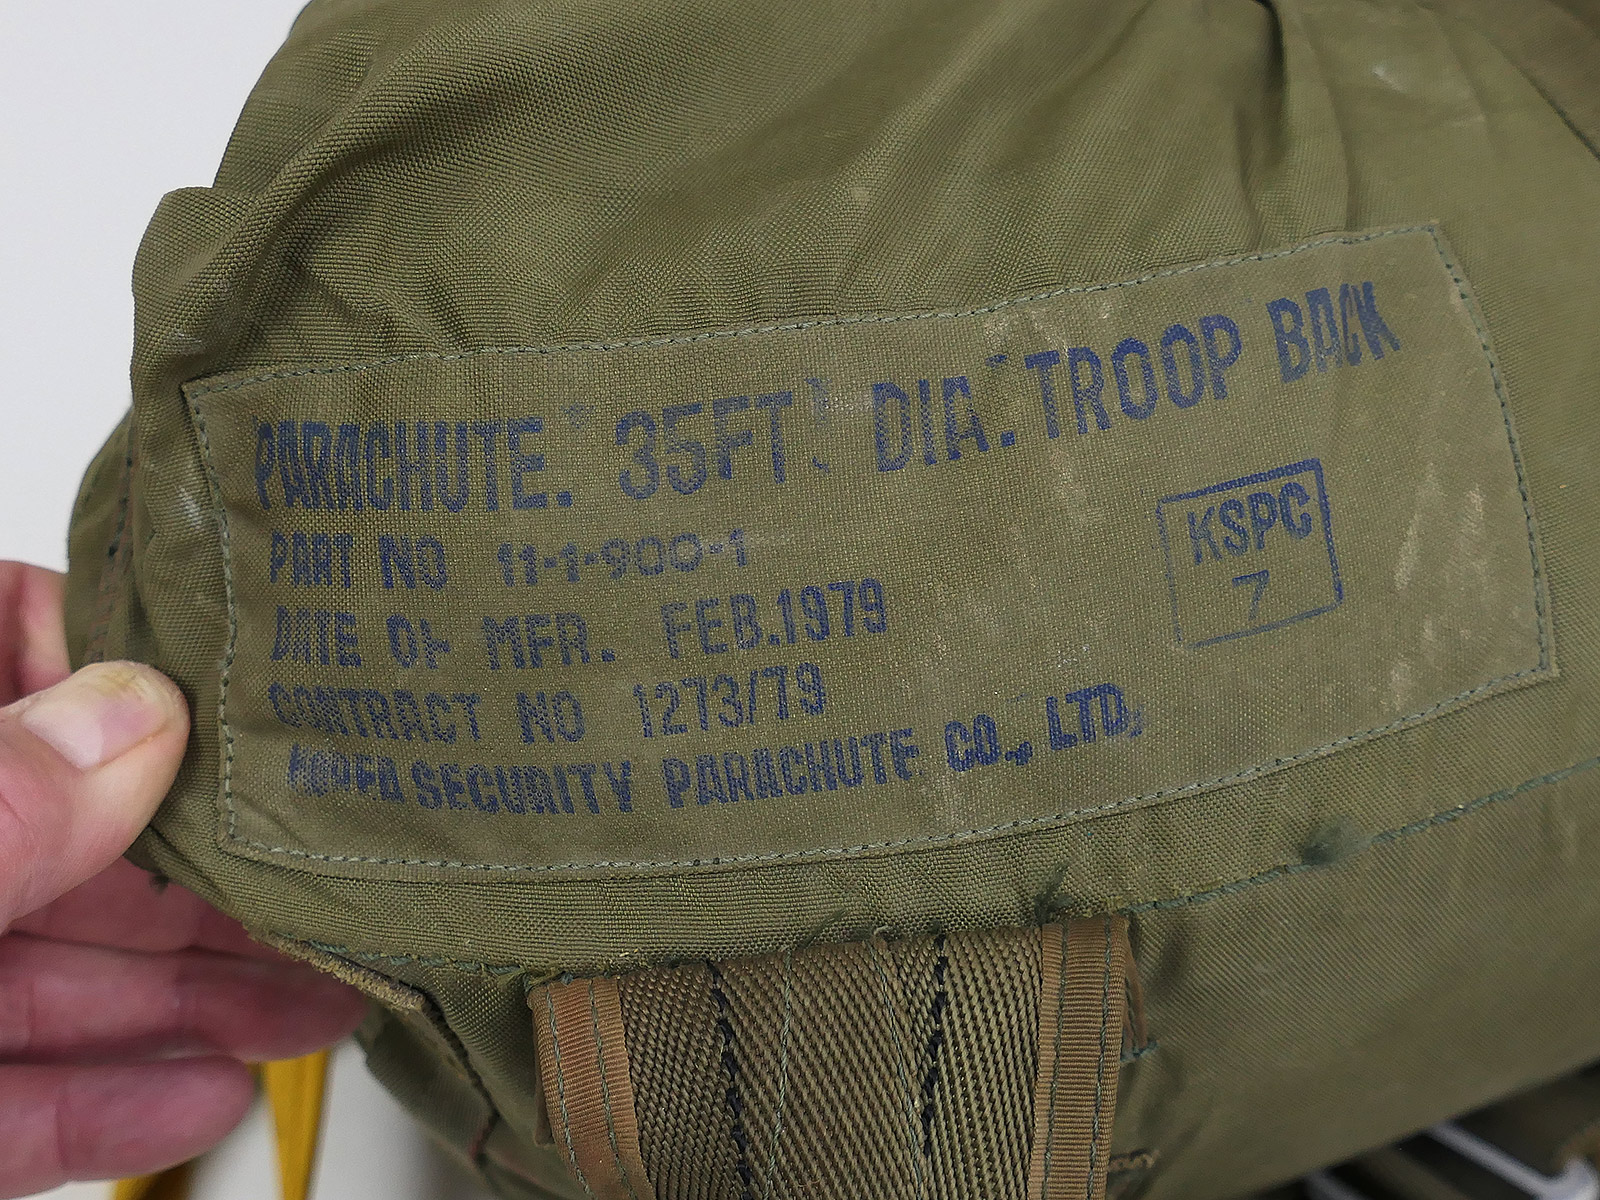 PARACHUTE. 35FT. DIA. TROOP BACK
PART NO 11-1-900-1
DATE OF MFR. FEB.1979
CONTRACT NO 1273/79
KOREA SECURITY PARACHUTE CO., LTD.
KSPC
7